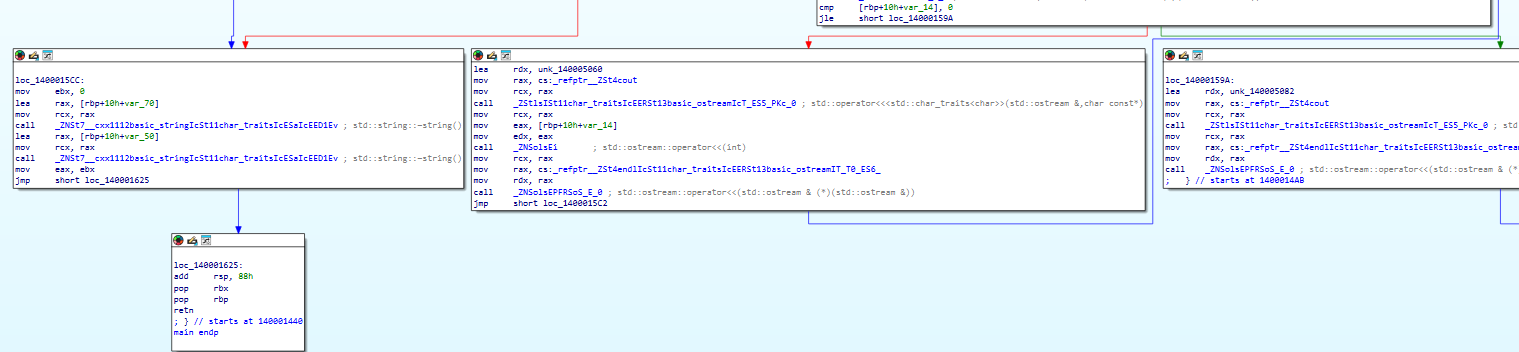 cmp [rbp+10h+var_14], 0
jle short loc_14000159A
loc_1400015CC:
mov ebx, 0
lea rax, [rbp+10h+var_70]
mov rcx, rax
call _ZNSt7__cxx1112basic_stringIcSt11char_traitsIcESaIcEED1Ev ; std::string::~string()
lea rax, [rbp+10h+var_50]
mov rcx, rax
call _ZNSt7__cxx1112basic_stringIcSt11char_traitsIcESaIcEED1Ev ; std::string::~string()
mov eax, ebx
jmp short loc_140001625
lea rdx, unk_140005060
mov rax, cs:_refptr__ZSt4cout
mov rcx, rax
call _ZStlsISt11char_traitsIcEERSt13basic_ostreamIcT_ES5_PKc_0 ; std::operator<<<std::char_traits<char>>(std::ostream &,char const*)
mov rcx, rax
mov eax, [rbp+10h+var_14]
mov edx, eax
call _ZNSolsEi ; std::ostream::operator<<(int)
mov rcx, rax
mov rax, cs:_refptr__ZSt4endlIcSt11char_traitsIcEERSt13basic_ostreamIT_T0_ES6_
mov rdx, rax
call _ZNSolsEPFRSoS_E_0 ; std::ostream::operator<<(std::ostream & (*)(std::ostream &))
jmp short loc_1400015C2
loc_14000159A:
lea rdx, unk_140005082
mov rax, cs:_refptr__ZSt4cout
mov rcx, rax
call _ZStlsISt11char_traitsIcEERSt13basic_ostreamIcT_ES5_PKc_0 ; std
mov rcx, rax
mov rax, cs:_refptr__ZSt4endlIcSt11char_traitsIcEERSt13basic_ostream
mov rdx, rax
call _ZNSolsEPFRSoS_E_0 ; std::ostream::operator<<(std::ostream & (*
; } // starts at 1400014AB
loc_140001625:
add rsp, 88h
pop rbx
pop rbp
retn
; } // starts at 140001440
main endp